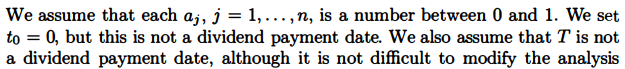 We assume that each a_j, j = 1, . . . , n, is a number between 0 and 1. We set
t_0 = 0, but this is not a dividend payment date. We also assume that T is not
a dividend payment date, although it is not difficult to modify the analysis